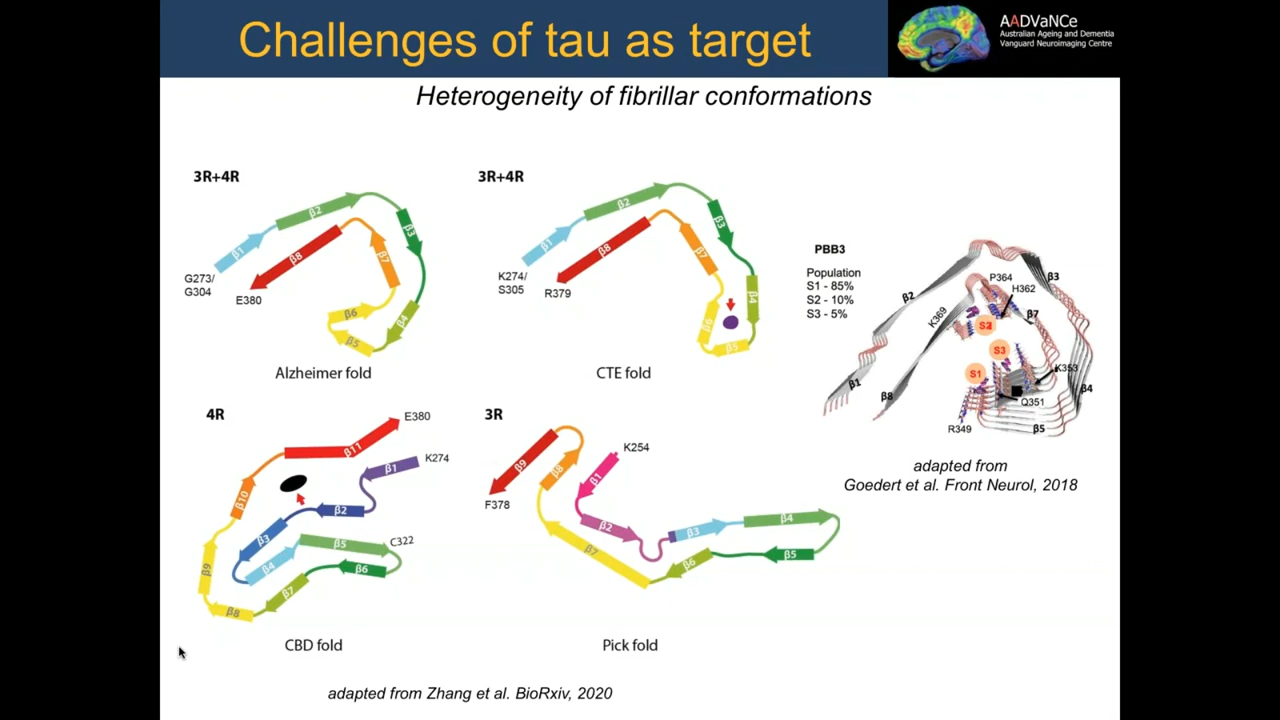 Challenges of tau as target
AADVaNCe
Australian Ageing and Dementia
Vanguard Neuroimaging Centre
Heterogeneity of fibrillar conformations
3R+4R
β1
β2
β3
β4
β5
β6
β7
β8
G273/
G304
E380
Alzheimer fold
3R+4R
β1
β2
β3
β4
β5
β6
β7
β8
K274/
S305
R379
CTE fold
PBB3
Population
S1 - 85%
S2 - 10%
S3 - 5%
β1
β2
β3
β4
β5
β7
β8
P364
H362
K369
S2
S3
S1
K353
Q351
R349
adapted from
Goedert et al. Front Neurol, 2018
4R
E380
K274
β1
β2
β3
β4
β5
β6
β7
β8
β9
β10
β11
C322
CBD fold
3R
K254
F378
β1
β2
β3
β4
β5
β6
β7
β8
β9
Pick fold
adapted from Zhang et al. BioRxiv, 2020